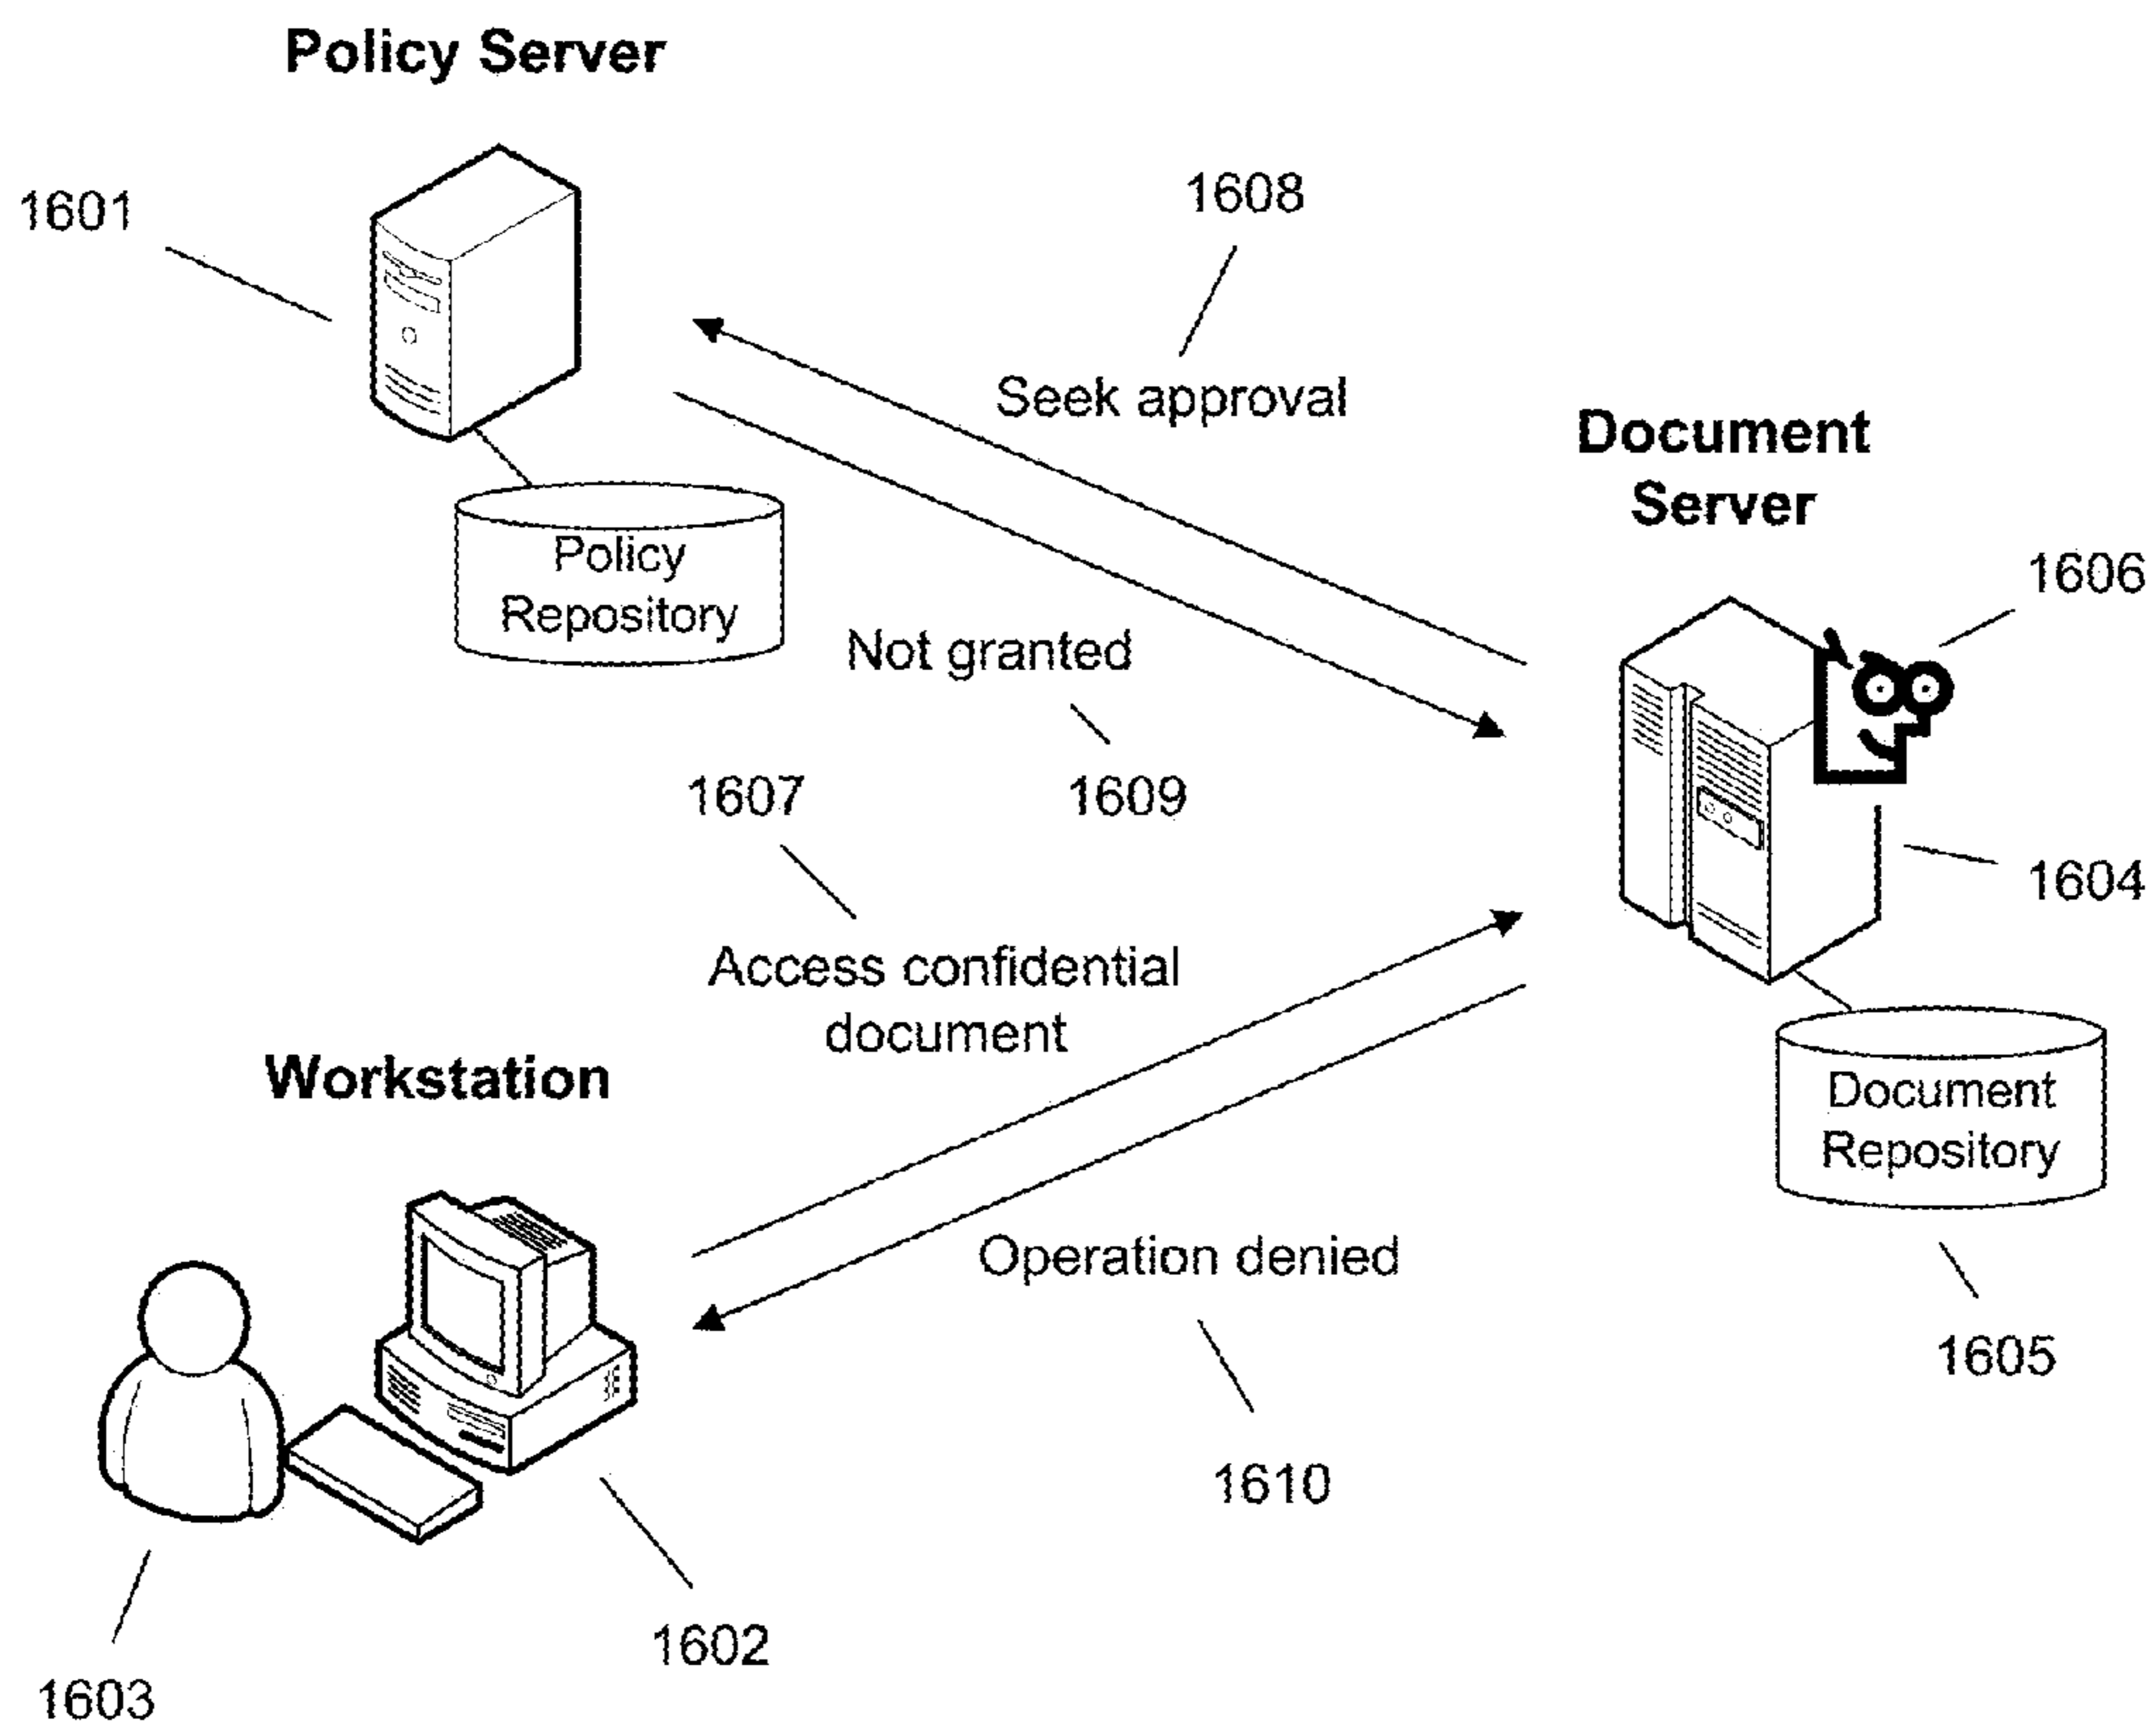 Policy Server
1601
1608
Seek approval
Document
Server
Policy
Repository
1606
Not granted
1607
1609
1604
Access confidential
document
Workstation
Document
Repository
Operation denied
1605
1610
1602
1603